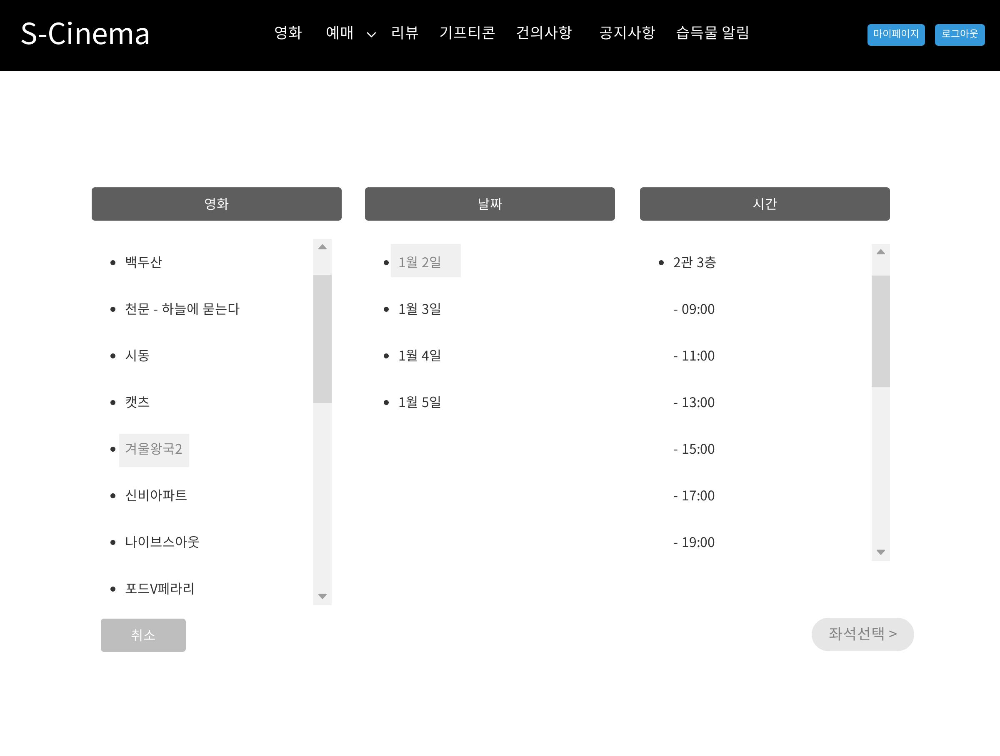 S-Cinema
영화 예매 리뷰 기프티콘 건의사항 공지사항 습득물 알림
마이페이지 로그아웃
영화
백두산
천문 - 하늘에 묻는다
시동
캣츠
겨울왕국2
신비아파트
나이브스아웃
포드V페라리
날짜
1월 2일
1월 3일
1월 4일
1월 5일
시간
2관 3층
- 09:00
- 11:00
- 13:00
- 15:00
- 17:00
- 19:00
취소
좌석선택 >